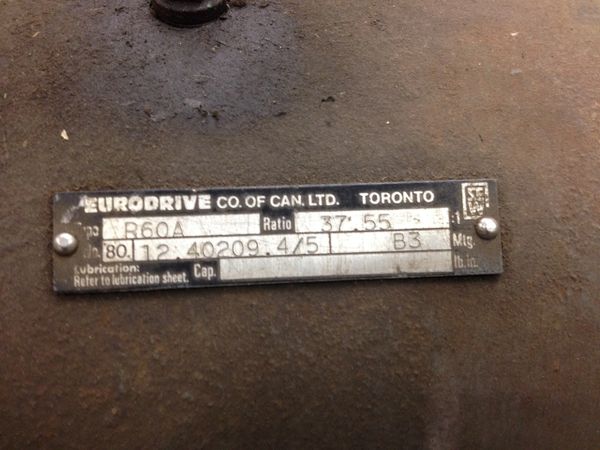 EURODRIVE CO. OF CAN. LTD. TORONTO
R60A Ratio 37.55 :1
80. 12.40209.4/5 B3 Mtg.
Lubrication: Cap. lb.in.
Refer to lubrication sheet.